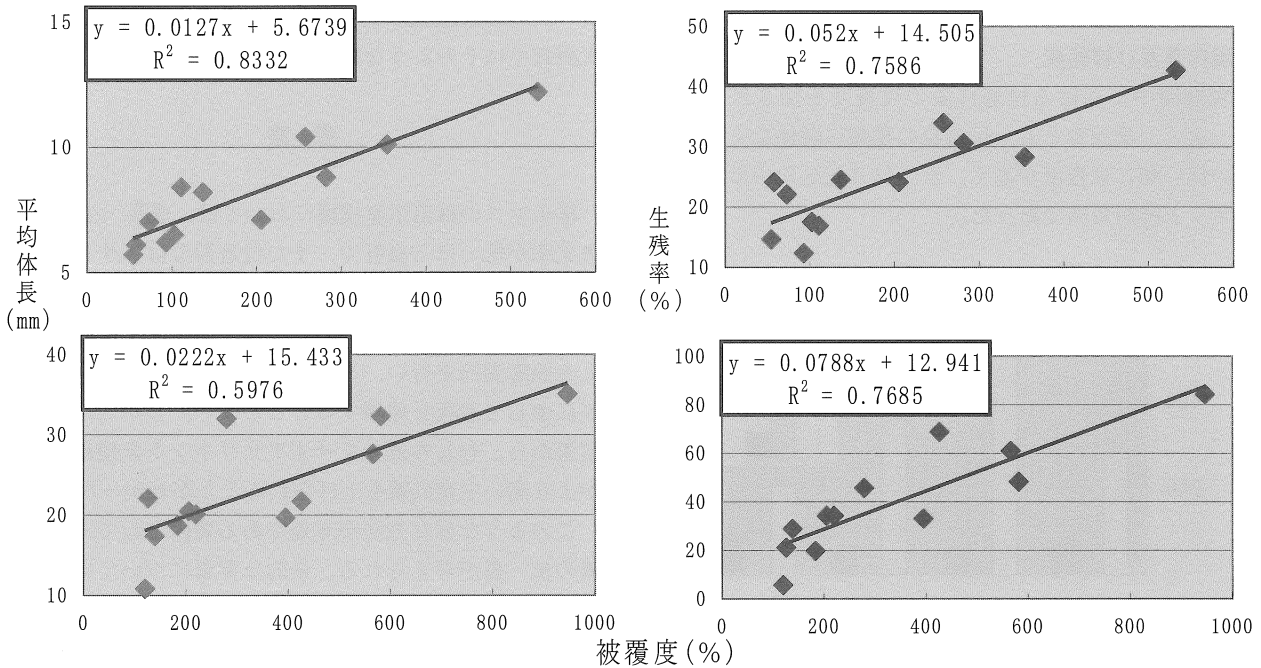 y = 0.0127x + 5.6739
R² = 0.8332
15
10
5
0 100 200 300 400 500 600
平均体長(mm)
y = 0.052x + 14.505
R² = 0.7586
50
40
30
20
10
0 100 200 300 400 500 600
生残率(%)
y = 0.0222x + 15.433
R² = 0.5976
40
30
20
10
0 200 400 600 800 1000
y = 0.0788x + 12.941
R² = 0.7685
100
80
60
40
20
0
0 200 400 600 800 1000
被覆度(%)